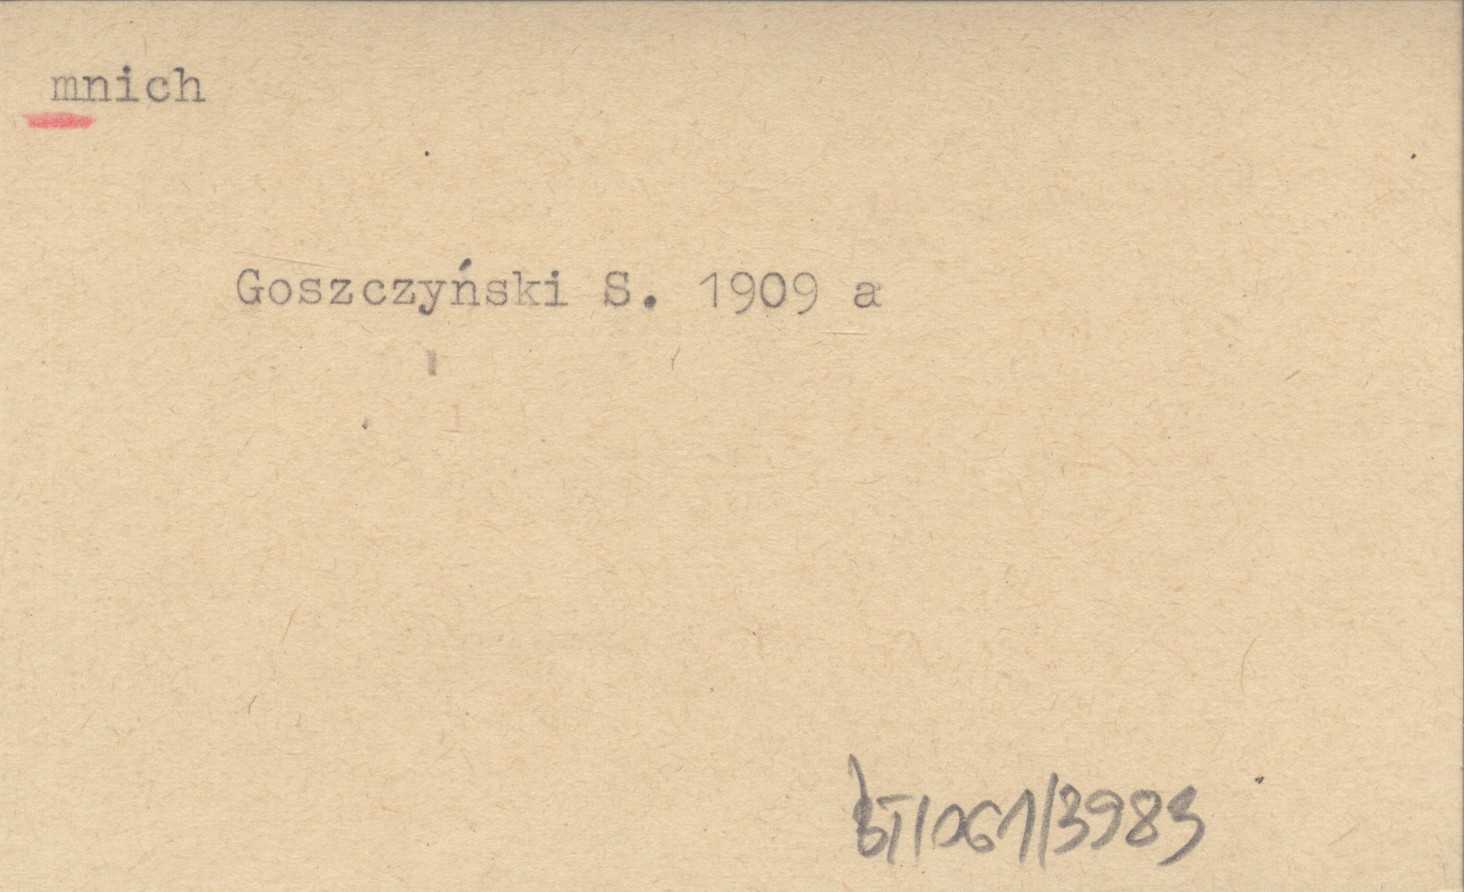 mnich
Goszczyński S. 1909 a
BT/061/3983